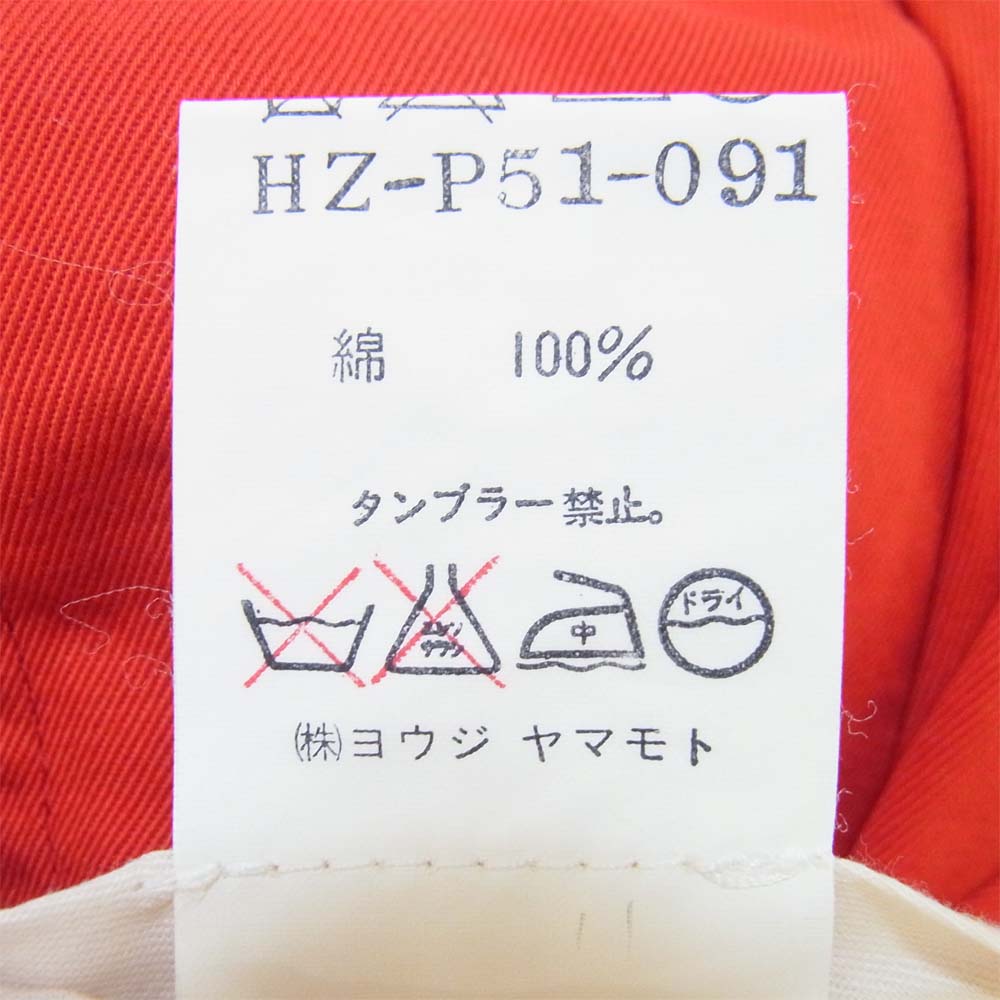 HZ-P51-091
綿 100%
タンブラー禁止。
中 ドライ
(株)ヨウジ ヤマモト